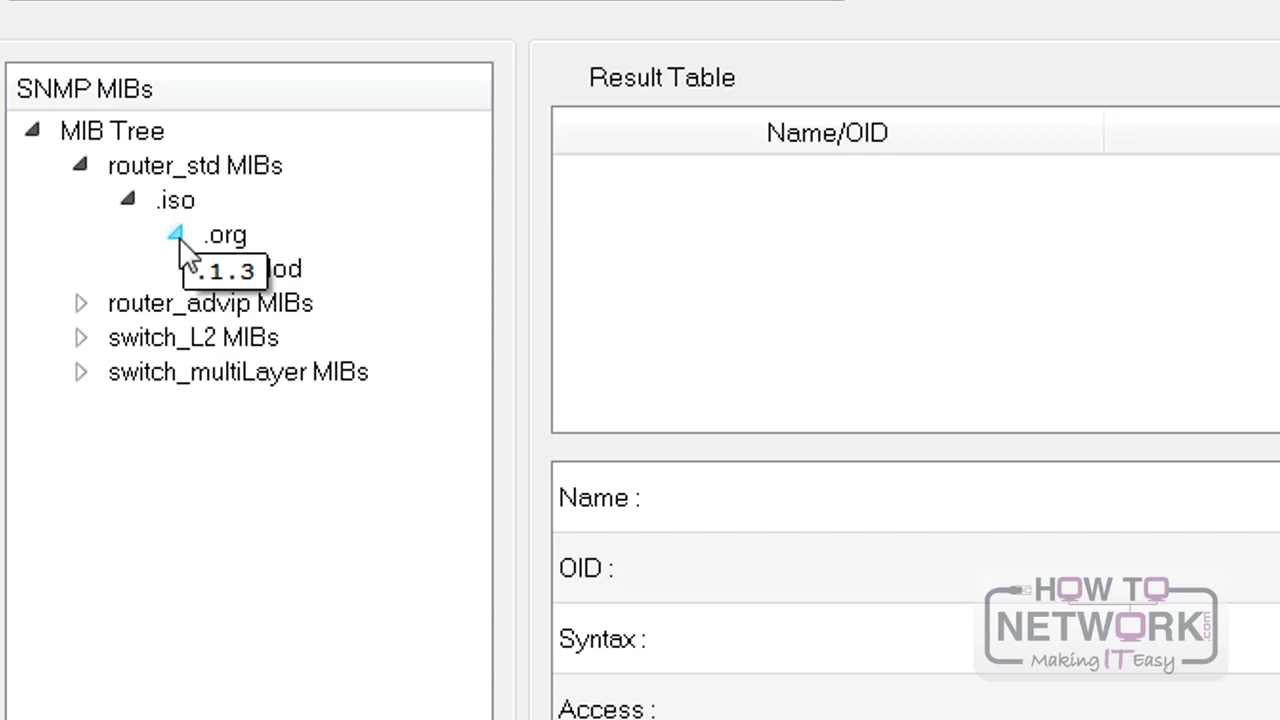 SNMP MIBs
MIB Tree
router_std MIBs
.iso
.org
.1.3
od
router_advip MIBs
switch_L2 MIBs
switch_multiLayer MIBs
Result Table
Name/OID
Name :
OID :
Syntax :
Access :
HOW TO
NETWORK.com
Making IT Easy